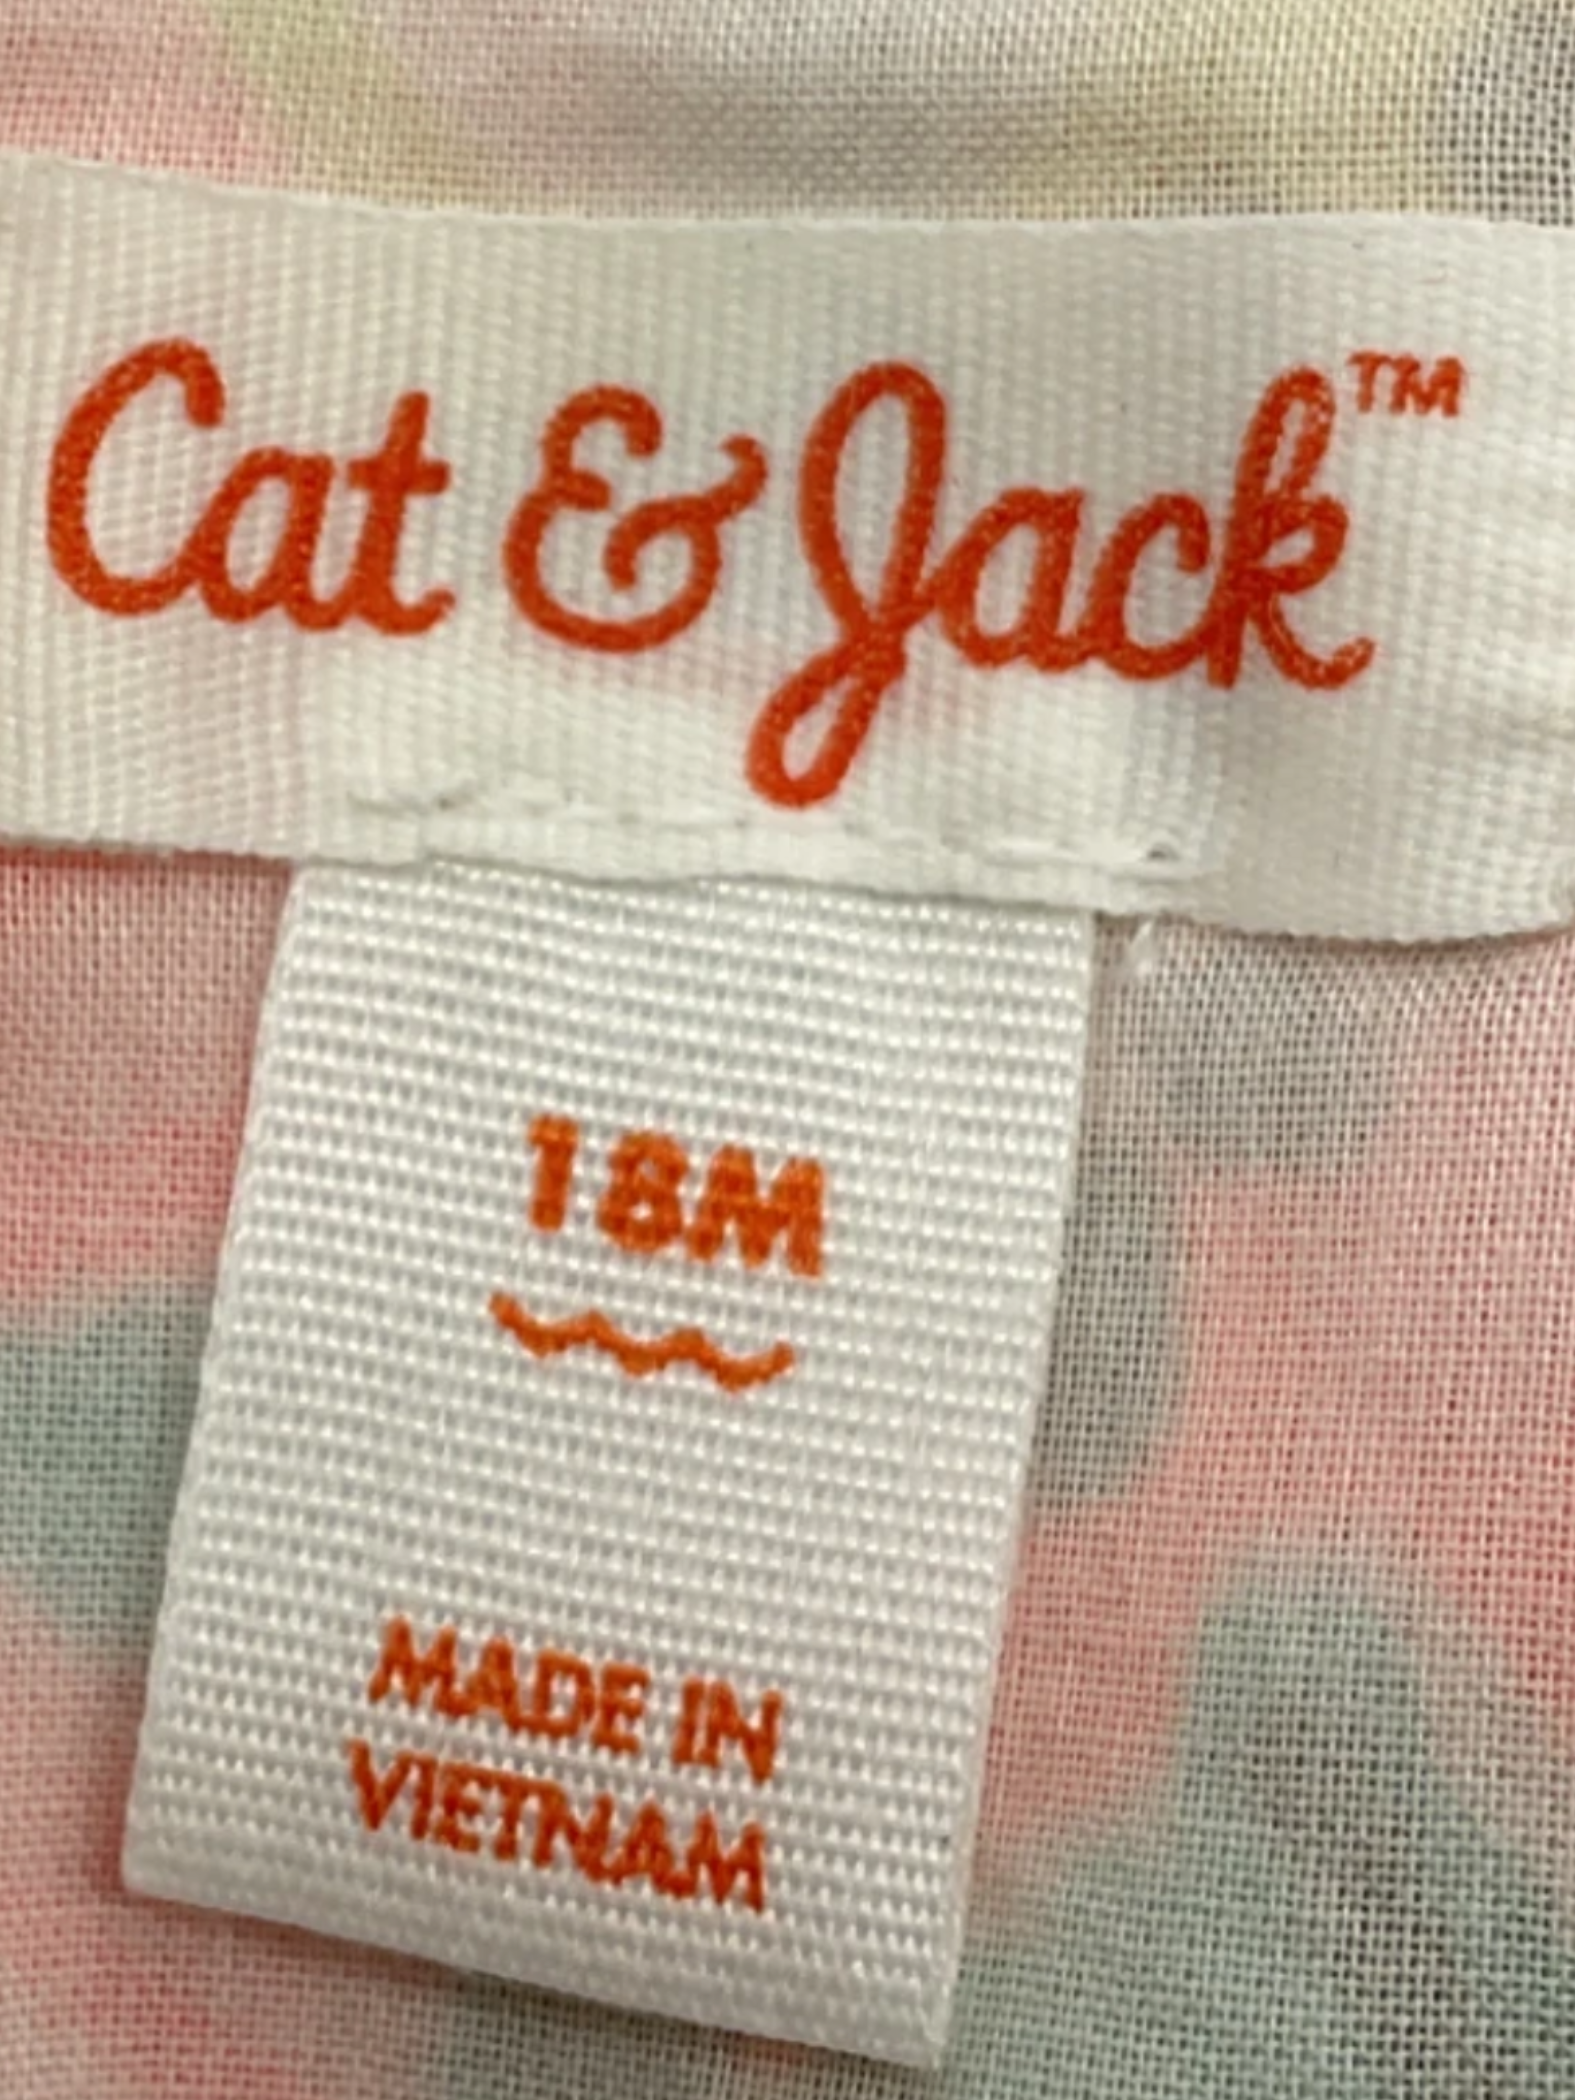 Cat & Jack™
18M
MADE IN
VIETNAM